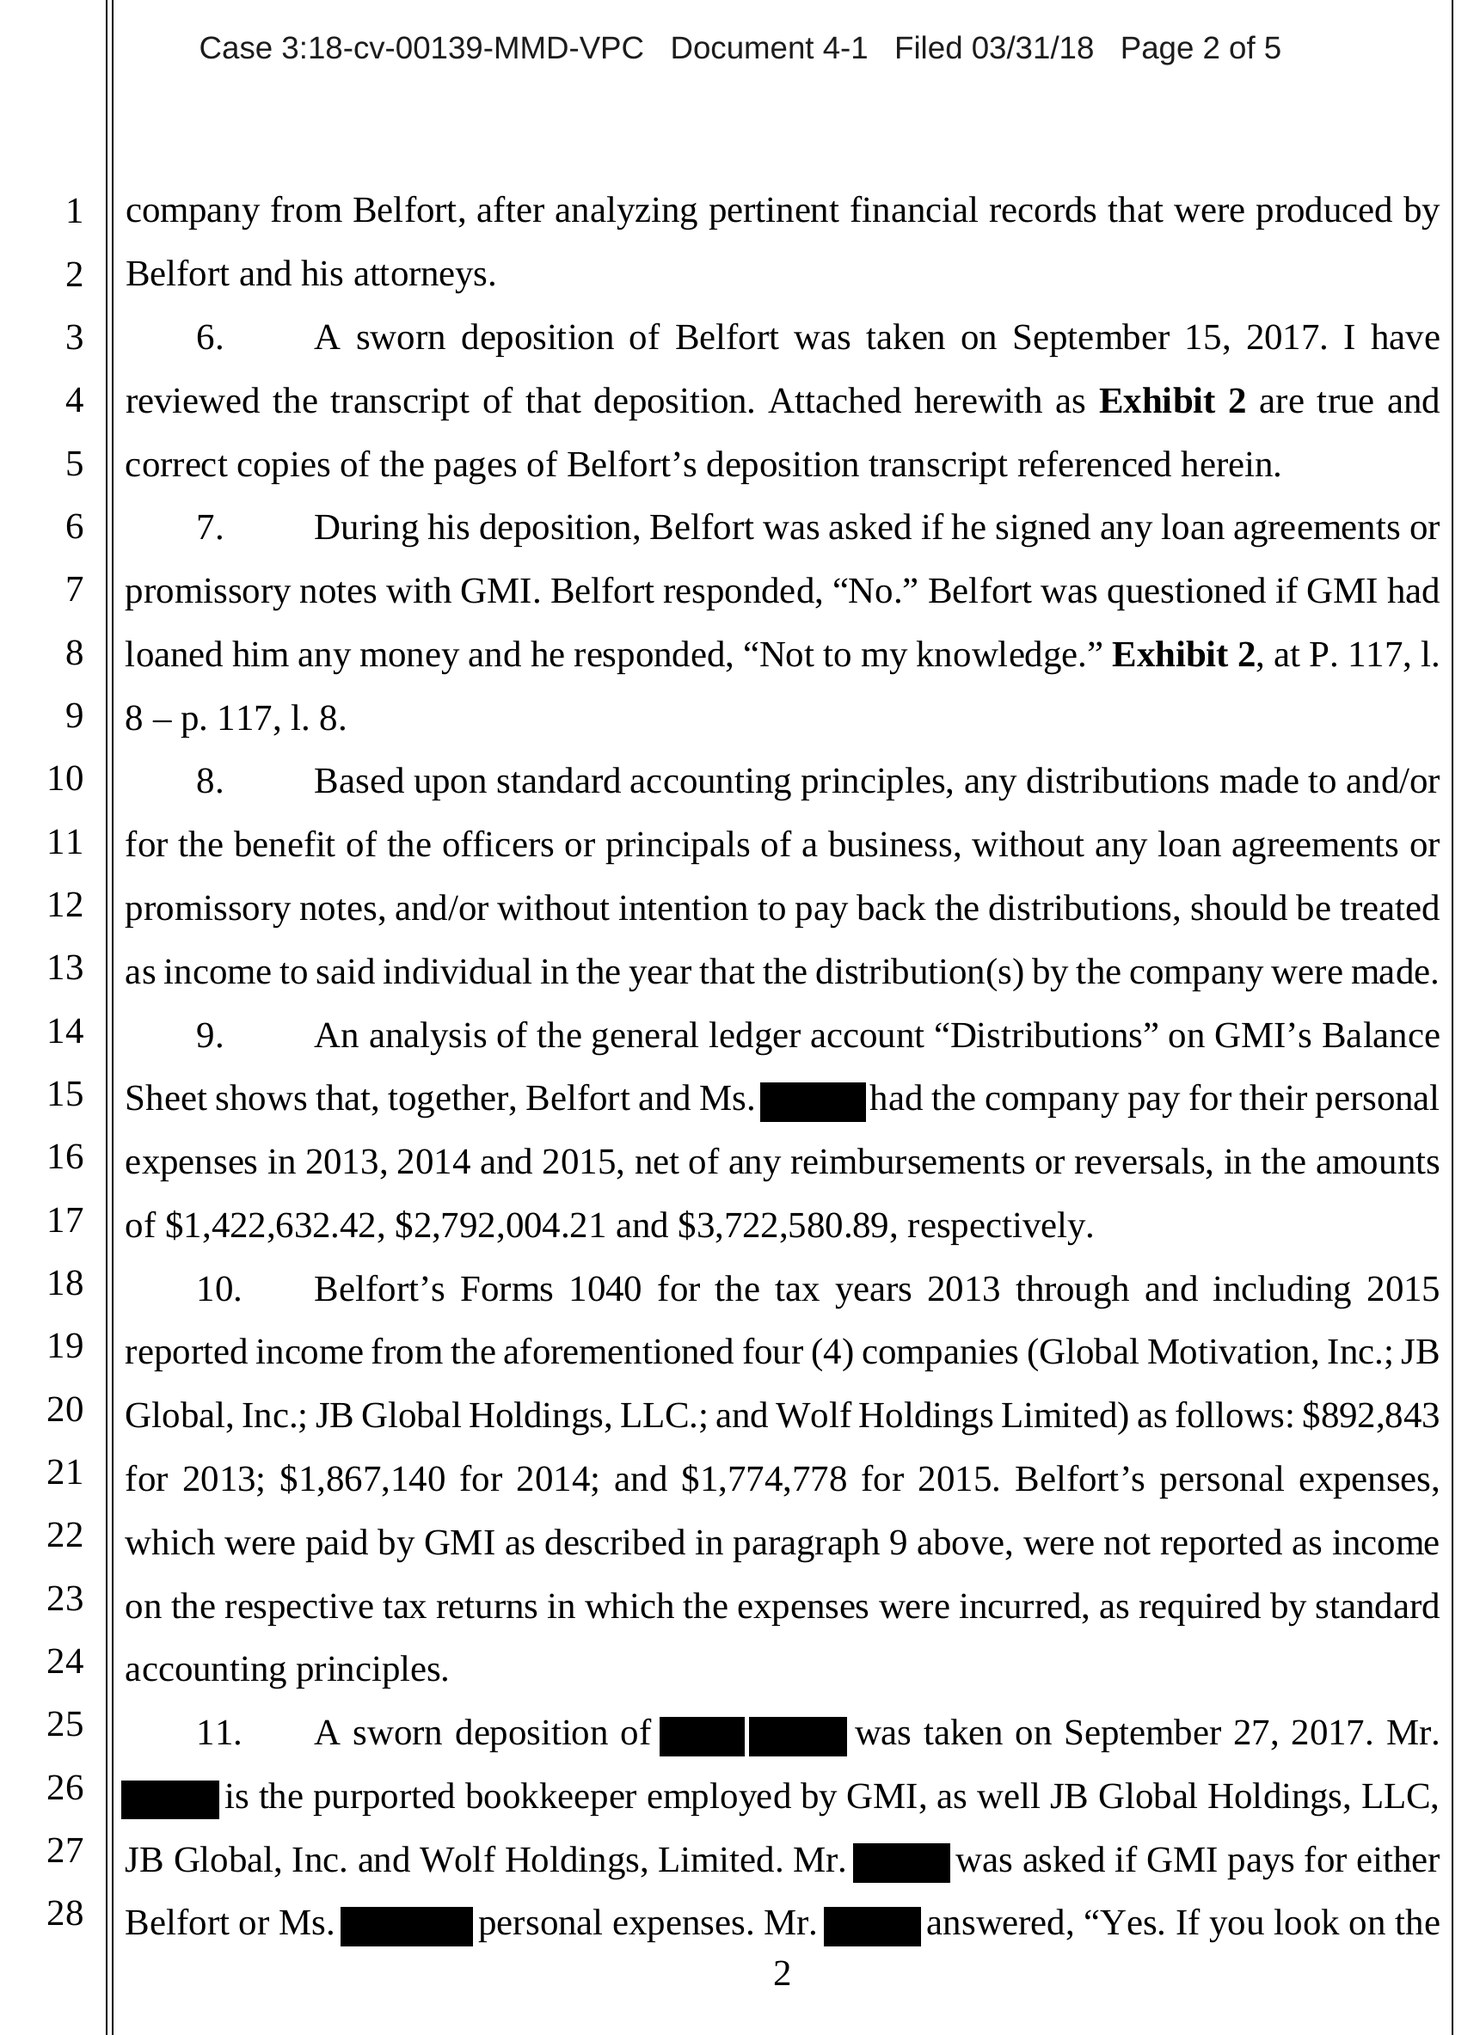 Case 3:18-cv-00139-MMD-VPC Document 4-1 Filed 03/31/18 Page 2 of 5
1 company from Belfort, after analyzing pertinent financial records that were produced by
2 Belfort and his attorneys.
3 6. A sworn deposition of Belfort was taken on September 15, 2017. I have
4 reviewed the transcript of that deposition. Attached herewith as Exhibit 2 are true and
5 correct copies of the pages of Belfort’s deposition transcript referenced herein.
6 7. During his deposition, Belfort was asked if he signed any loan agreements or
7 promissory notes with GMI. Belfort responded, “No.” Belfort was questioned if GMI had
8 loaned him any money and he responded, “Not to my knowledge.” Exhibit 2, at P. 117, l.
9 8 – p. 117, l. 8.
10 8. Based upon standard accounting principles, any distributions made to and/or
11 for the benefit of the officers or principals of a business, without any loan agreements or
12 promissory notes, and/or without intention to pay back the distributions, should be treated
13 as income to said individual in the year that the distribution(s) by the company were made.
14 9. An analysis of the general ledger account “Distributions” on GMI’s Balance
15 Sheet shows that, together, Belfort and Ms. had the company pay for their personal
16 expenses in 2013, 2014 and 2015, net of any reimbursements or reversals, in the amounts
17 of $1,422,632.42, $2,792,004.21 and $3,722,580.89, respectively.
18 10. Belfort’s Forms 1040 for the tax years 2013 through and including 2015
19 reported income from the aforementioned four (4) companies (Global Motivation, Inc.; JB
20 Global, Inc.; JB Global Holdings, LLC.; and Wolf Holdings Limited) as follows: $892,843
21 for 2013; $1,867,140 for 2014; and $1,774,778 for 2015. Belfort’s personal expenses,
22 which were paid by GMI as described in paragraph 9 above, were not reported as income
23 on the respective tax returns in which the expenses were incurred, as required by standard
24 accounting principles.
25 11. A sworn deposition of was taken on September 27, 2017. Mr.
26 is the purported bookkeeper employed by GMI, as well JB Global Holdings, LLC,
27 JB Global, Inc. and Wolf Holdings, Limited. Mr. was asked if GMI pays for either
28 Belfort or Ms. personal expenses. Mr. answered, “Yes. If you look on the
2